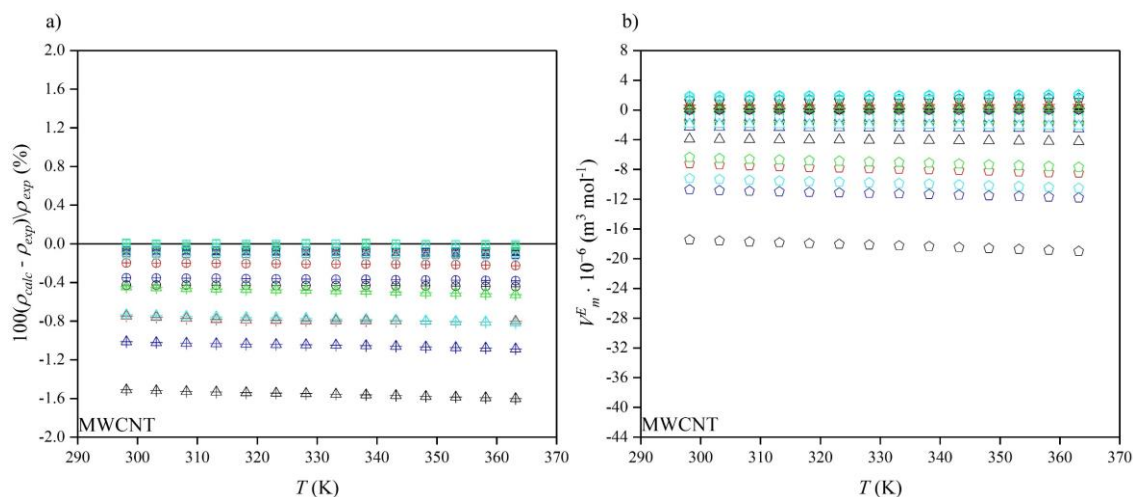 a)
100(ρcalc - ρexp)\ρexp (%)
2.0
1.6
1.2
0.8
0.4
0.0
-0.4
-0.8
-1.2
-1.6
-2.0
MWCNT
290 300 310 320 330 340 350 360 370
T (K)
b)
V^E_m · 10^-6 (m^3 mol^-1)
8
4
0
-4
-8
-12
-16
-20
-24
-28
-32
-36
-40
-44
MWCNT
290 300 310 320 330 340 350 360 370
T (K)